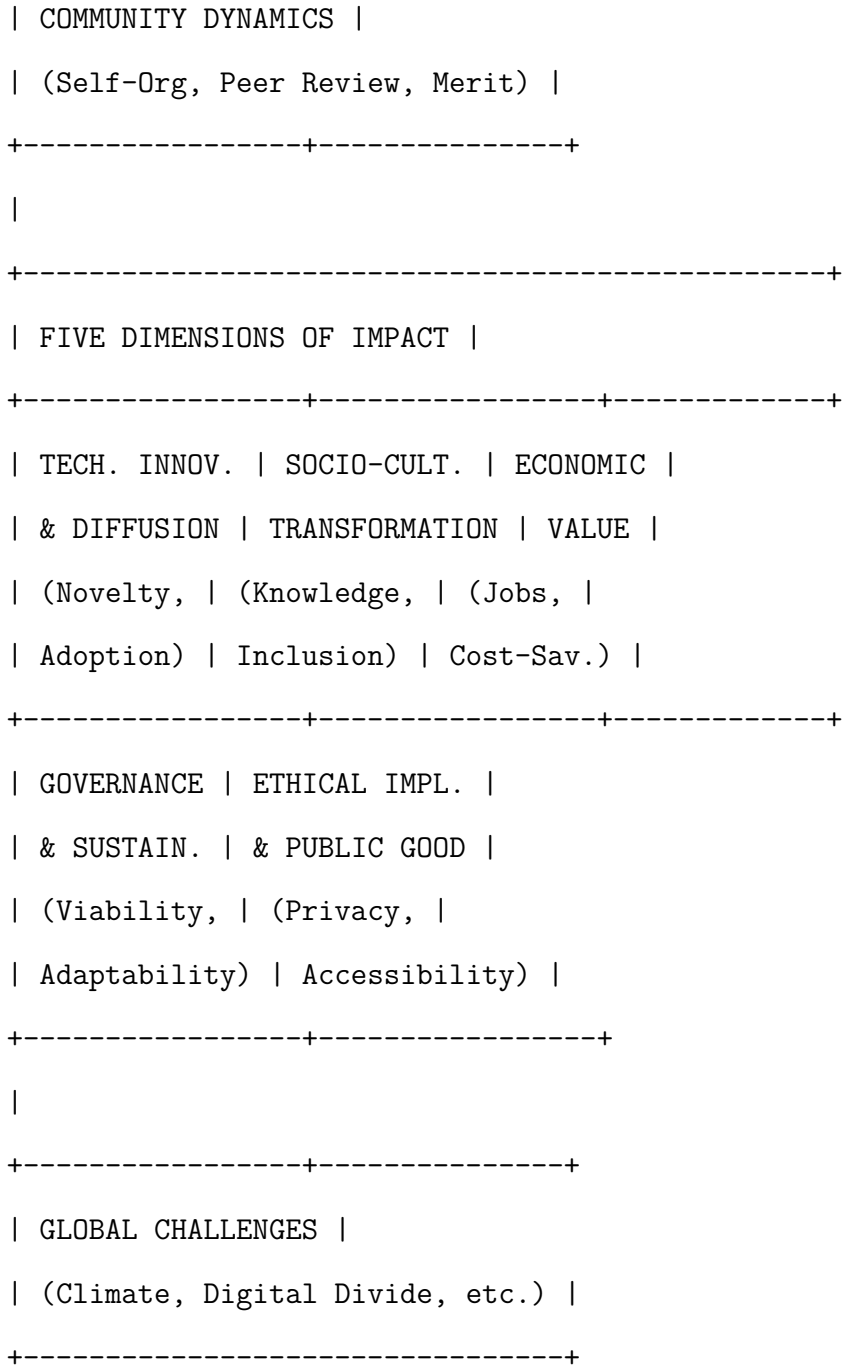 | COMMUNITY DYNAMICS |
| (Self-Org, Peer Review, Merit) |
+-----------------+---------------+
|
+-------------------------------------------------+
| FIVE DIMENSIONS OF IMPACT |
+-----------------+-----------------+-------------+
| TECH. INNOV. | SOCIO-CULT. | ECONOMIC |
| & DIFFUSION | TRANSFORMATION | VALUE |
| (Novelty, | (Knowledge, | (Jobs, |
| Adoption) | Inclusion) | Cost-Sav.) |
+-----------------+-----------------+-------------+
| GOVERNANCE | ETHICAL IMPL. |
| & SUSTAIN. | & PUBLIC GOOD |
| (Viability, | (Privacy, |
| Adaptability) | Accessibility) |
+-----------------+-----------------+
|
+-----------------+---------------+
| GLOBAL CHALLENGES |
| (Climate, Digital Divide, etc.) |
+---------------------------------+